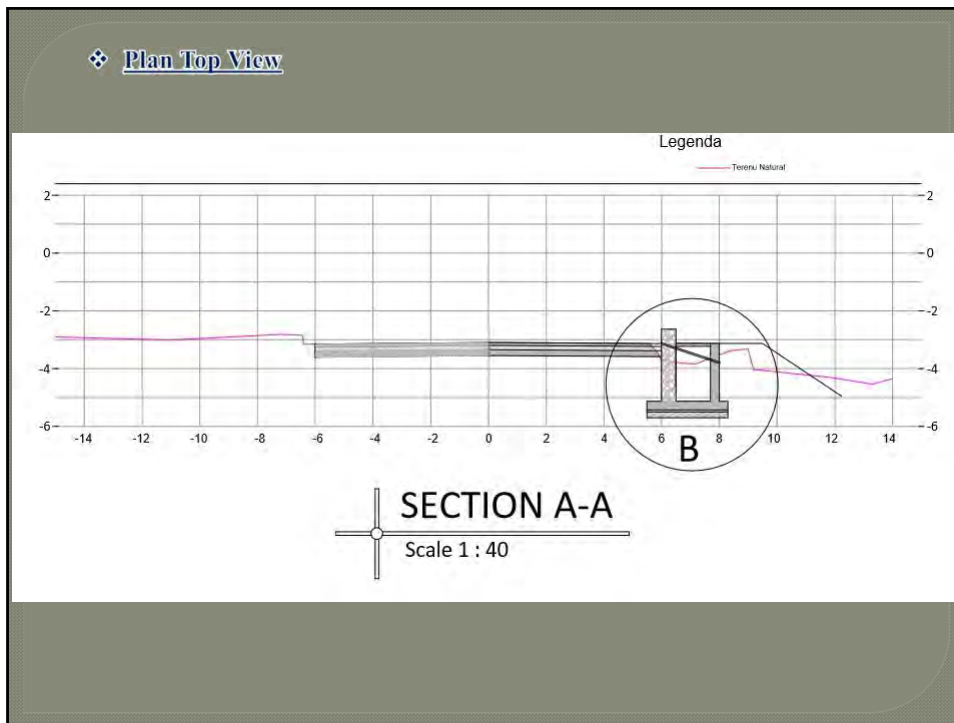 ❖ Plan Top View
Legenda
Terenu Natural
2 2
0 0
-2 -2
-4 -4
-6 -6
-14 -12 -10 -8 -6 -4 -2 0 2 4 6 8 10 12 14
B
SECTION A-A
Scale 1 : 40